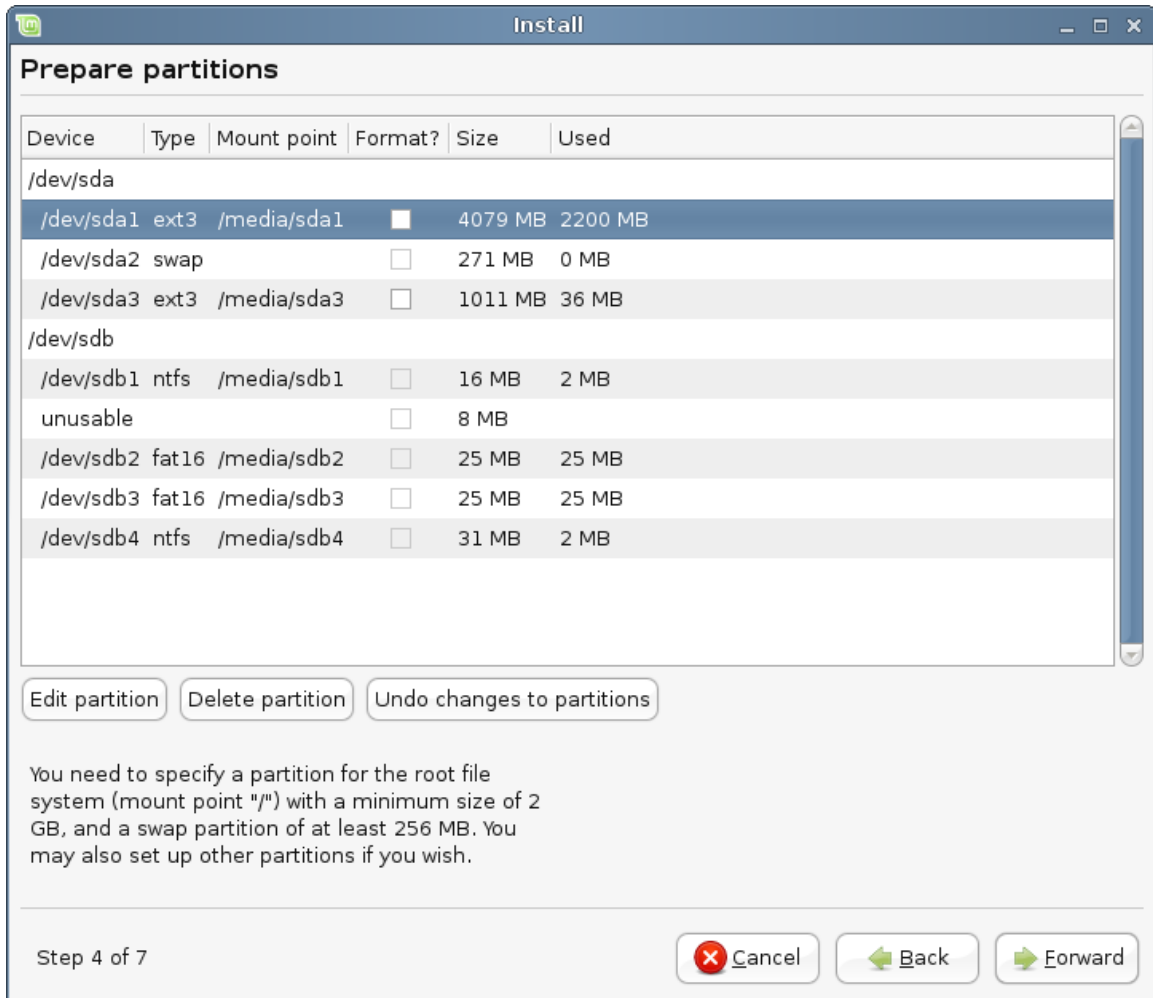 Install
Prepare partitions
Device Type Mount point Format? Size Used
/dev/sda
/dev/sda1 ext3 /media/sda1 4079 MB 2200 MB
/dev/sda2 swap 271 MB 0 MB
/dev/sda3 ext3 /media/sda3 1011 MB 36 MB
/dev/sdb
/dev/sdb1 ntfs /media/sdb1 16 MB 2 MB
unusable 8 MB
/dev/sdb2 fat16 /media/sdb2 25 MB 25 MB
/dev/sdb3 fat16 /media/sdb3 25 MB 25 MB
/dev/sdb4 ntfs /media/sdb4 31 MB 2 MB
Edit partition Delete partition Undo changes to partitions
You need to specify a partition for the root file
system (mount point "/") with a minimum size of 2
GB, and a swap partition of at least 256 MB. You
may also set up other partitions if you wish.
Step 4 of 7 Cancel Back Forward